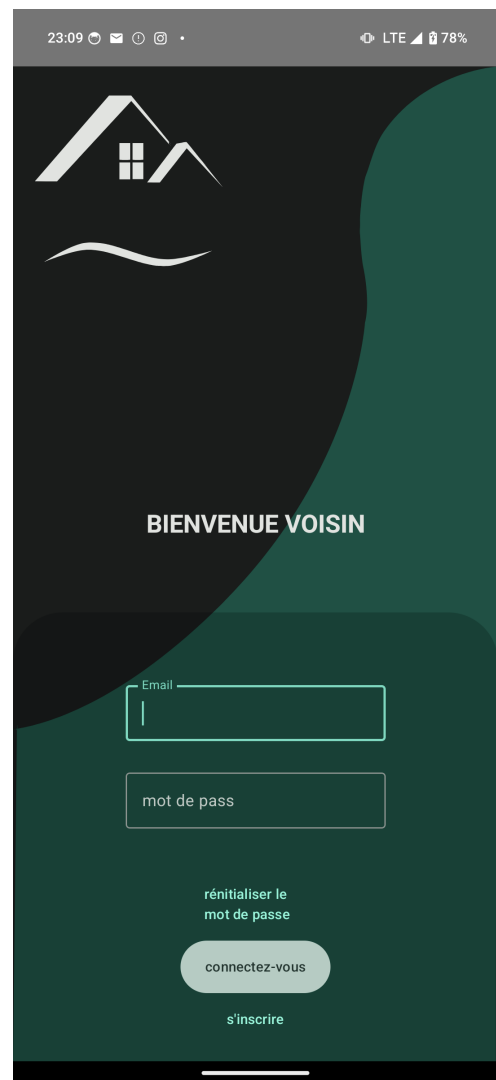 23:09 LTE 78%
BIENVENUE VOISIN
Email
mot de pass
rénitialiser le
mot de passe
connectez-vous
s'inscrire